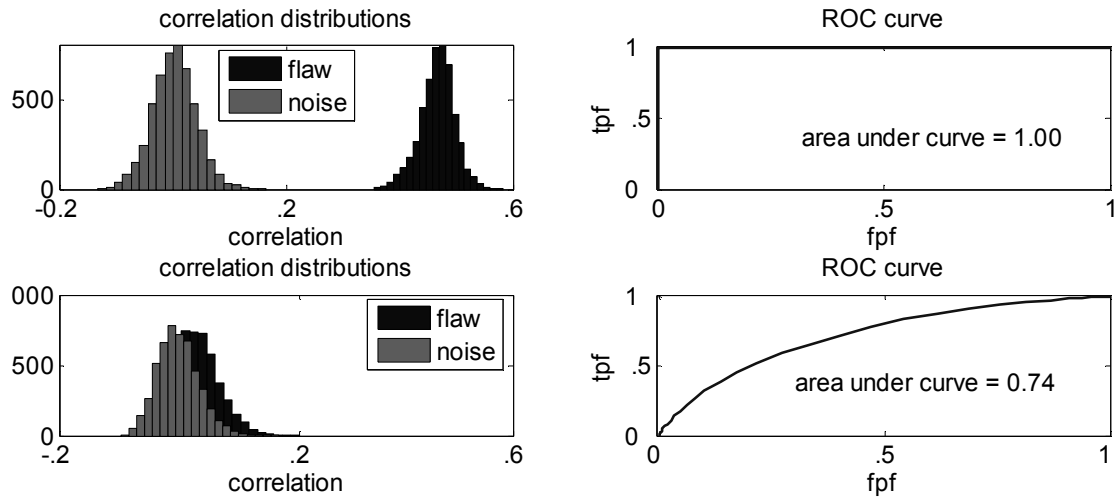 correlation distributions
500
0
-0.2
.2
.6
correlation
flaw
noise
ROC curve
1
.5
0
tpf
area under curve = 1.00
0
.5
1
fpf
correlation distributions
000
500
0
-.2
.2
.6
correlation
flaw
noise
ROC curve
1
.5
0
tpf
area under curve = 0.74
0
.5
1
fpf